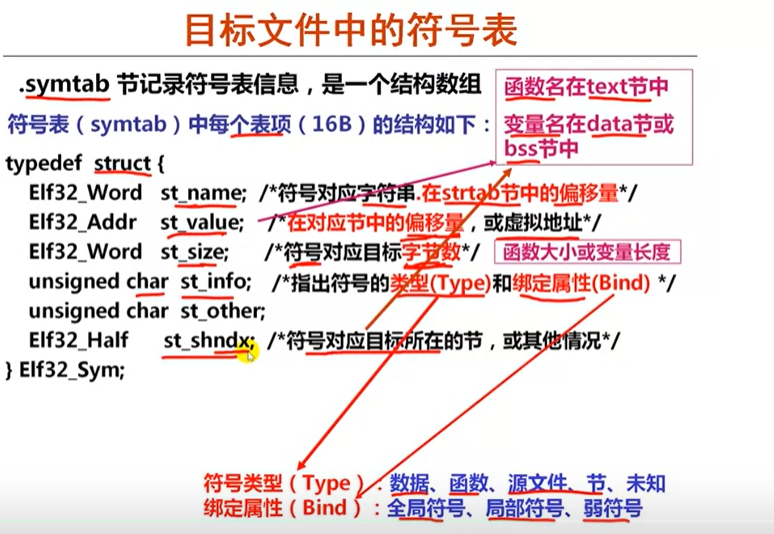 目标文件中的符号表
.symtab 节记录符号表信息，是一个结构数组
函数名在text节中
符号表（symtab）中每个表项（16B）的结构如下：
变量名在data节或
bss节中
typedef struct {
Elf32_Word st_name; /*符号对应字符串.在strtab节中的偏移量*/
Elf32_Addr st_value; /*在对应节中的偏移量，或虚拟地址*/
Elf32_Word st_size; /*符号对应目标字节数*/ 函数大小或变量长度
unsigned char st_info; /*指出符号的类型(Type)和绑定属性(Bind) */
unsigned char st_other;
Elf32_Half st_shndx; /*符号对应目标所在的节，或其他情况*/
} Elf32_Sym;
符号类型（Type）：数据、函数、源文件、节、未知
绑定属性（Bind）：全局符号、局部符号、弱符号